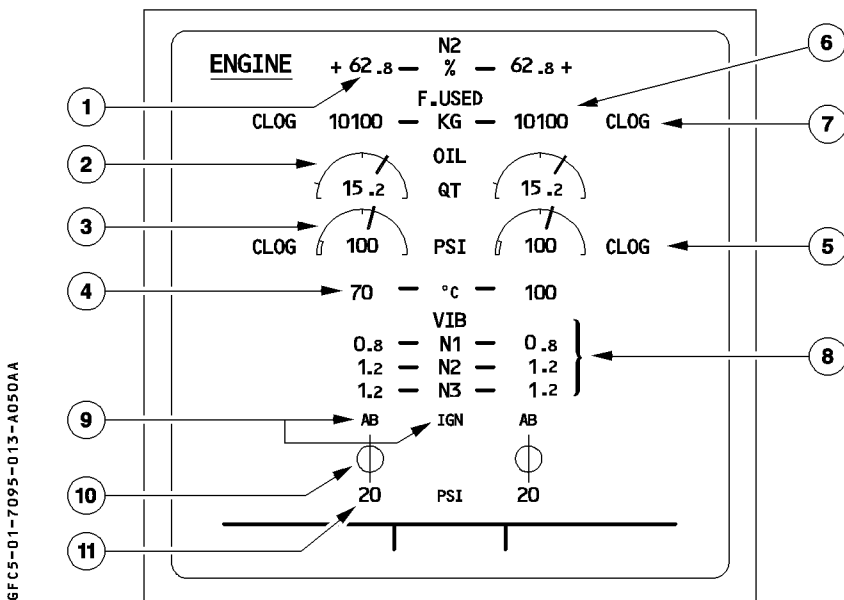 N2
ENGINE + 62.8 — % — 62.8 +
6
1
F.USED
CLOG 10100 — KG — 10100 CLOG
7
OIL
2
15.2 QT 15.2
3
CLOG 100 PSI 100 CLOG
5
4
70 — °C — 100
VIB
0.8 — N1 — 0.8
1.2 — N2 — 1.2
8
1.2 — N3 — 1.2
9
AB IGN AB
10
20 PSI 20
11
GFC5-01-7095-013-A050AA